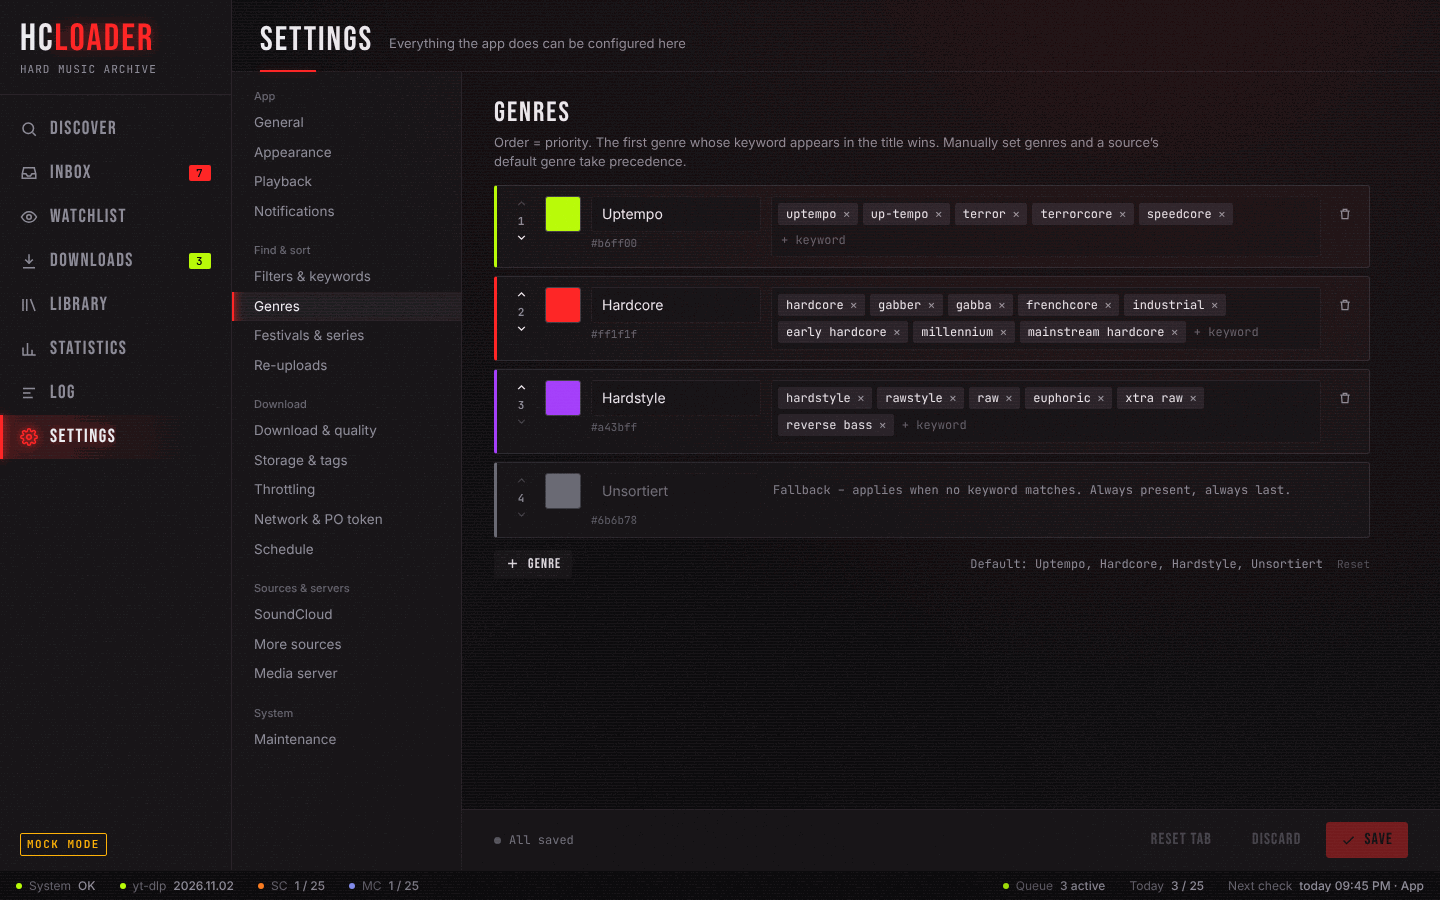 HCLOADER
HARD MUSIC ARCHIVE
DISCOVER
INBOX 7
WATCHLIST
DOWNLOADS 3
LIBRARY
STATISTICS
LOG
SETTINGS
MOCK MODE
SETTINGS Everything the app does can be configured here
App
General
Appearance
Playback
Notifications
Find & sort
Filters & keywords
Genres
Festivals & series
Re-uploads
Download
Download & quality
Storage & tags
Throttling
Network & PO token
Schedule
Sources & servers
SoundCloud
More sources
Media server
System
Maintenance
GENRES
Order = priority. The first genre whose keyword appears in the title wins. Manually set genres and a source's
default genre take precedence.
1 Uptempo uptempo × up-tempo × terror × terrorcore × speedcore ×
#b6ff00 + keyword
2 Hardcore hardcore × gabber × gabba × frenchcore × industrial ×
#ff1f1f early hardcore × millennium × mainstream hardcore × + keyword
3 Hardstyle hardstyle × rawstyle × raw × euphoric × xtra raw ×
#a43bff reverse bass × + keyword
4 Unsortiert Fallback – applies when no keyword matches. Always present, always last.
#6b6b78
+ GENRE Default: Uptempo, Hardcore, Hardstyle, Unsortiert Reset
All saved RESET TAB DISCARD SAVE
System OK yt-dlp 2026.11.02 SC 1 / 25 MC 1 / 25 Queue 3 active Today 3 / 25 Next check today 09:45 PM · App